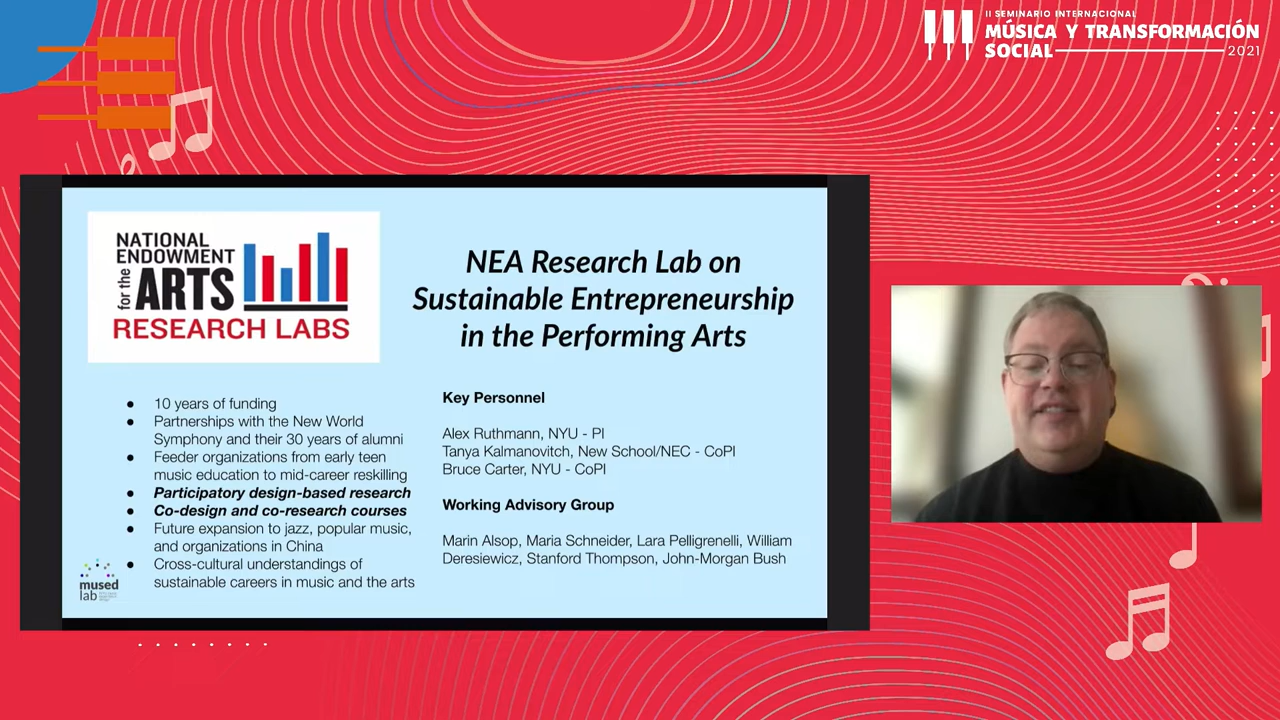 II SEMINARIO INTERNACIONAL
MÚSICA Y TRANSFORMACIÓN
SOCIAL
2021
NATIONAL
ENDOWMENT
for the
ARTS
RESEARCH LABS
NEA Research Lab on
Sustainable Entrepreneurship
in the Performing Arts
● 10 years of funding
● Partnerships with the New World
Symphony and their 30 years of alumni
● Feeder organizations from early teen
music education to mid-career reskilling
● Participatory design-based research
● Co-design and co-research courses
● Future expansion to jazz, popular music,
and organizations in China
● Cross-cultural understandings of
sustainable careers in music and the arts
Key Personnel
Alex Ruthmann, NYU - PI
Tanya Kalmanovitch, New School/NEC - CoPI
Bruce Carter, NYU - CoPI
Working Advisory Group
Marin Alsop, Maria Schneider, Lara Pelligrenelli, William
Deresiewicz, Stanford Thompson, John-Morgan Bush
mused
lab